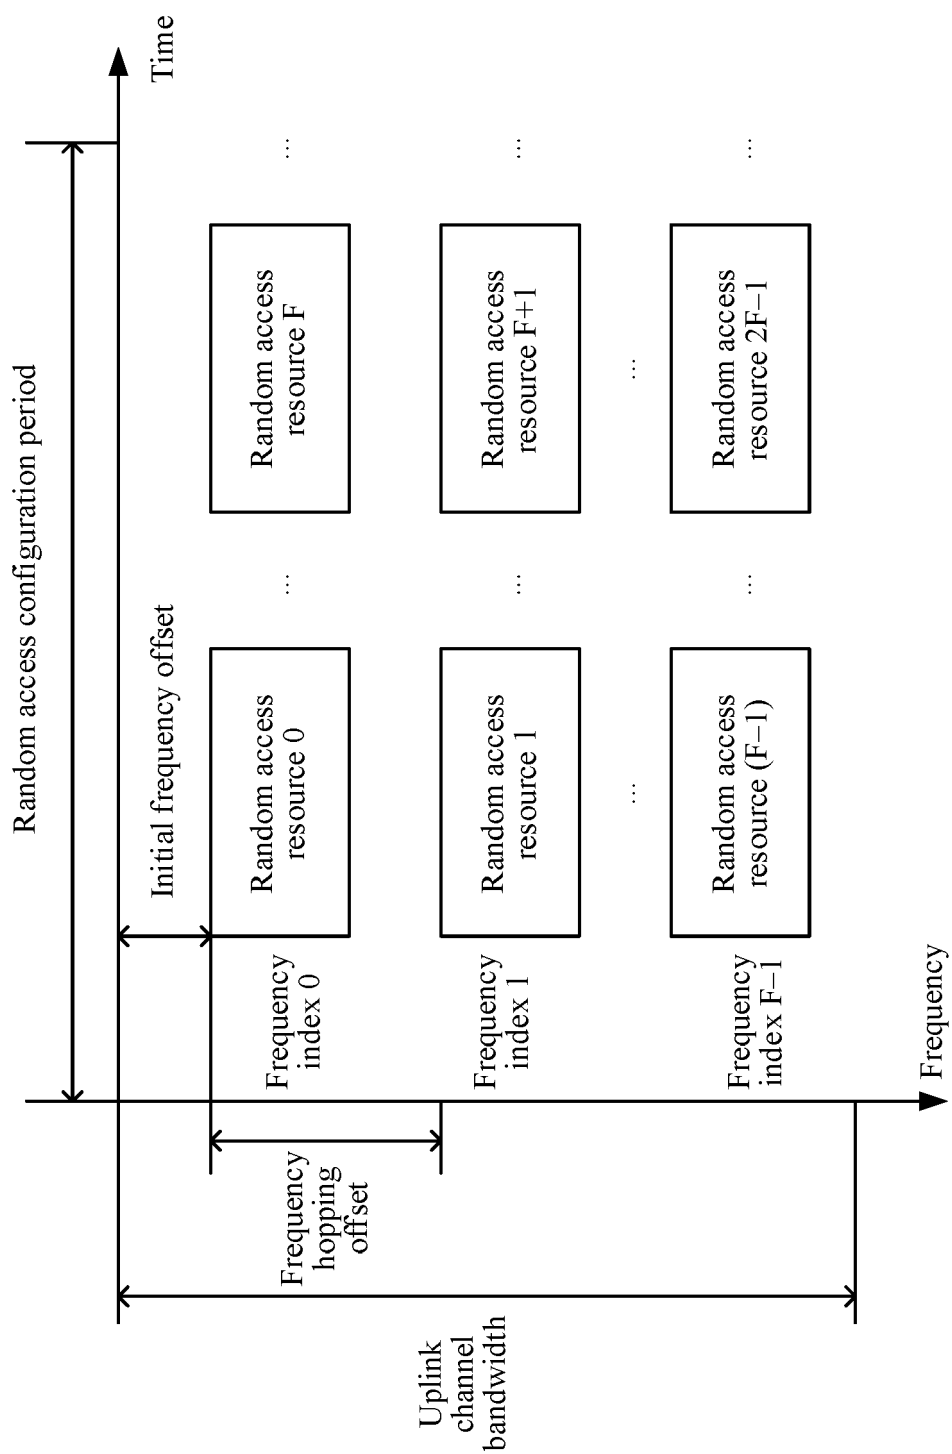 Random access configuration period
Time
Initial frequency offset
Uplink
channel
bandwidth
Frequency
hopping
offset
Frequency
index 0
Random access
resource 0
...
Random access
resource F
...
Frequency
index 1
Random access
resource 1
...
Random access
resource F+1
...
...
...
Frequency
index F−1
Random access
resource (F−1)
...
Random access
resource 2F−1
...
Frequency